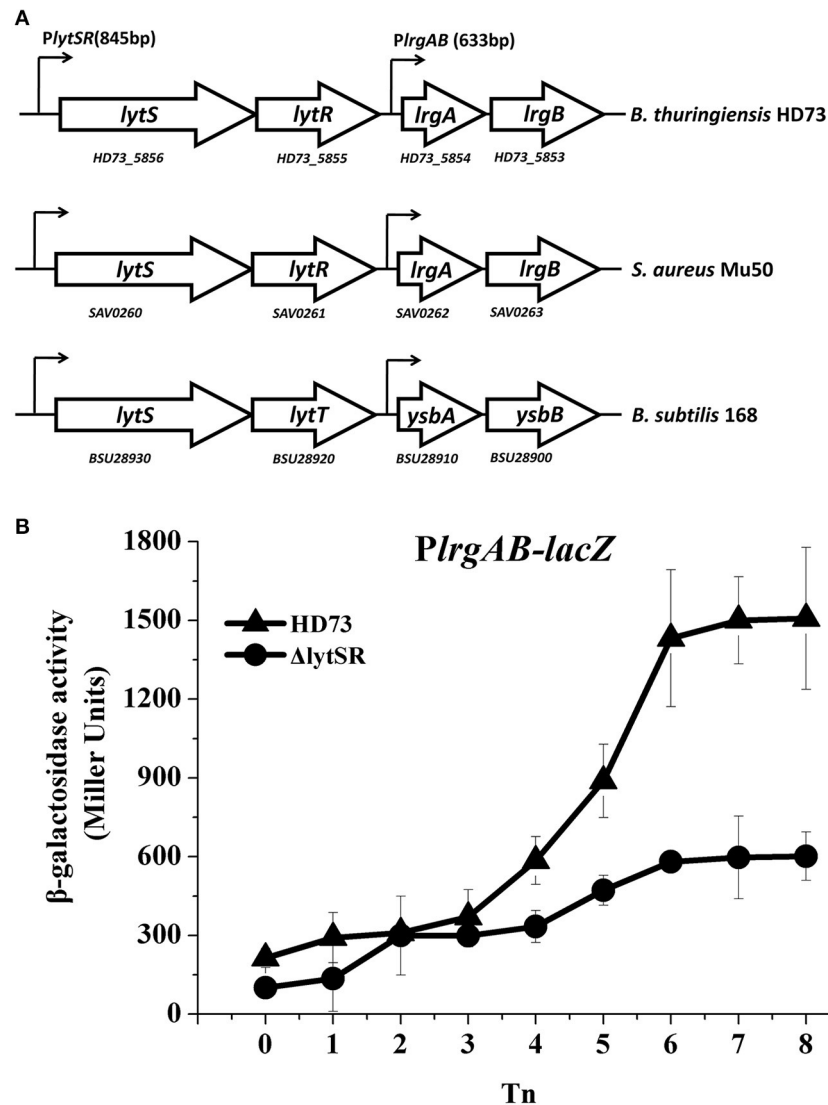 A
PlytSR(845bp)
PlrgAB (633bp)
lytS
lytR
lrgA
lrgB
B. thuringiensis HD73
HD73_5856
HD73_5855
HD73_5854
HD73_5853
lytS
lytR
lrgA
lrgB
S. aureus Mu50
SAV0260
SAV0261
SAV0262
SAV0263
lytS
lytT
ysbA
ysbB
B. subtilis 168
BSU28930
BSU28920
BSU28910
BSU28900
B
PlrgAB-lacZ
HD73
ΔlytSR
β-galactosidase activity
(Miller Units)
1800
1500
1200
900
600
300
0
0 1 2 3 4 5 6 7 8
Tn